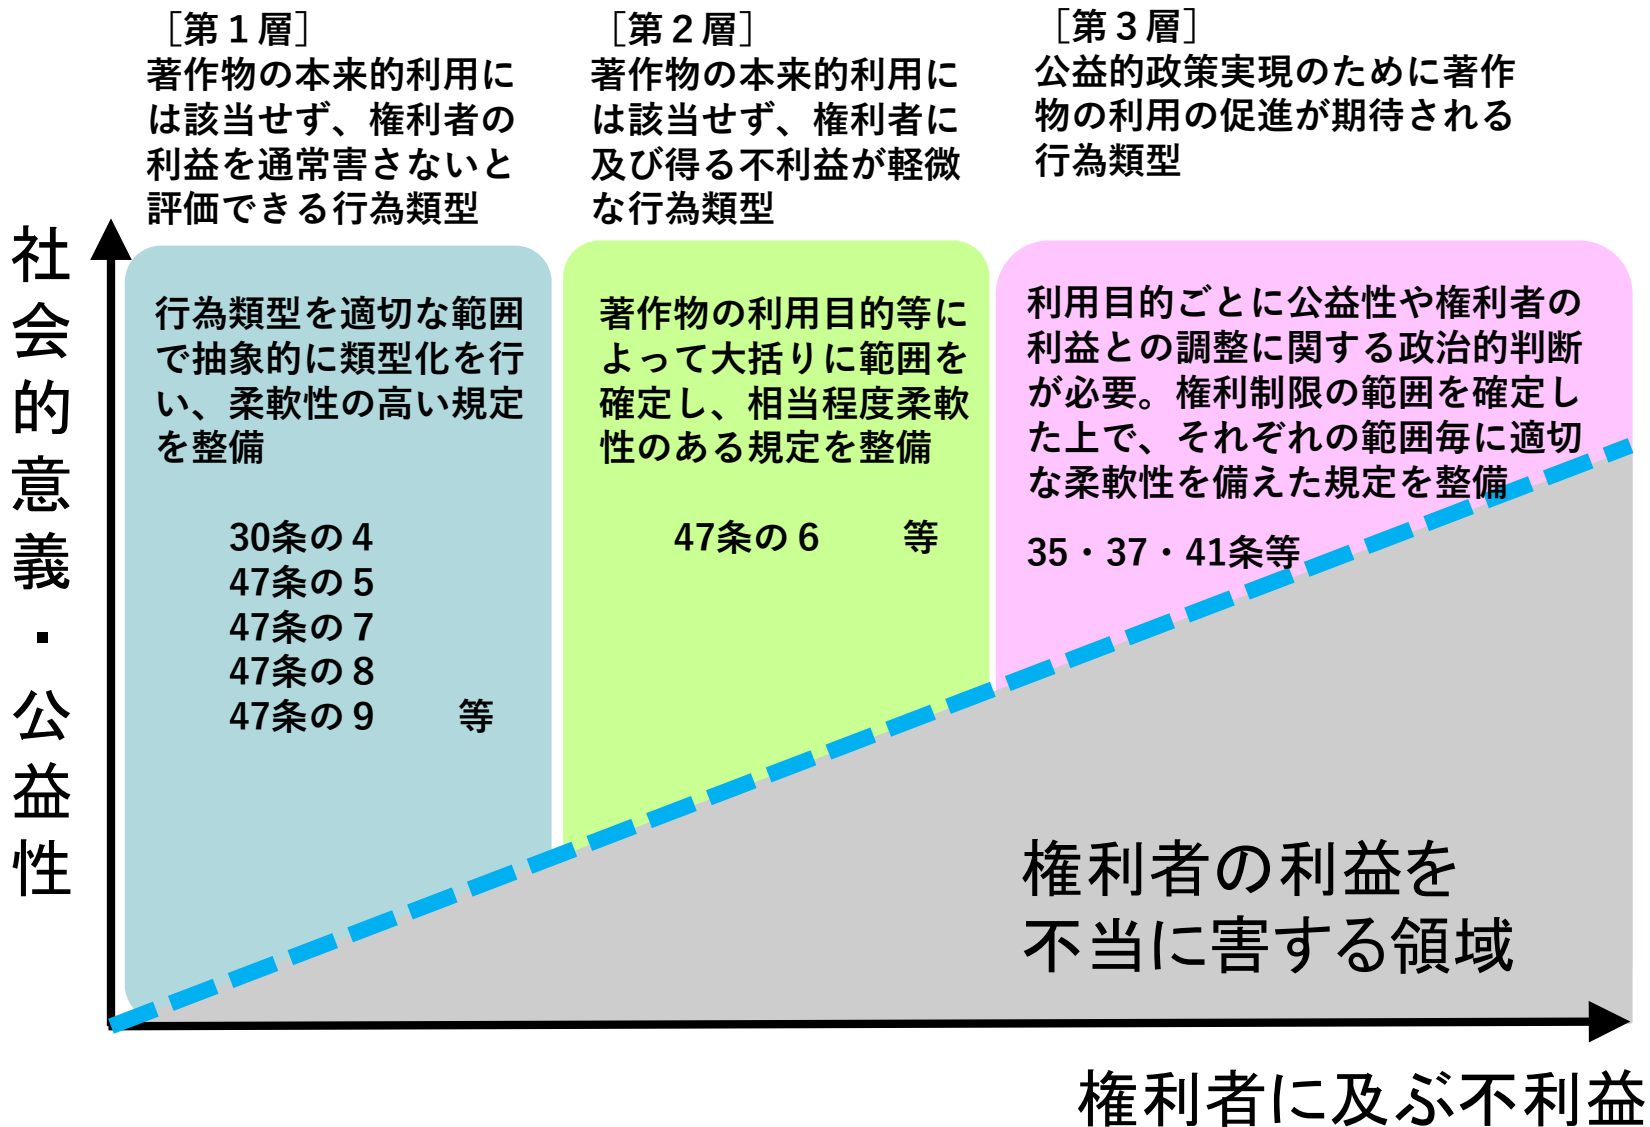 ［第１層］
著作物の本来的利用に
は該当せず、権利者の
利益を通常害さないと
評価できる行為類型
［第２層］
著作物の本来的利用に
は該当せず、権利者に
及び得る不利益が軽微
な行為類型
［第３層］
公益的政策実現のために著作
物の利用の促進が期待される
行為類型
社会的意義・公益性
行為類型を適切な範囲
で抽象的に類型化を行
い、柔軟性の高い規定
を整備
30条の４
47条の５
47条の７
47条の８
47条の９　　等
著作物の利用目的等に
よって大括りに範囲を
確定し、相当程度柔軟
性のある規定を整備
47条の６　　等
利用目的ごとに公益性や権利者の
利益との調整に関する政治的判断
が必要。権利制限の範囲を確定し
た上で、それぞれの範囲毎に適切
な柔軟性を備えた規定を整備
35・37・41条等
権利者の利益を
不当に害する領域
権利者に及ぶ不利益